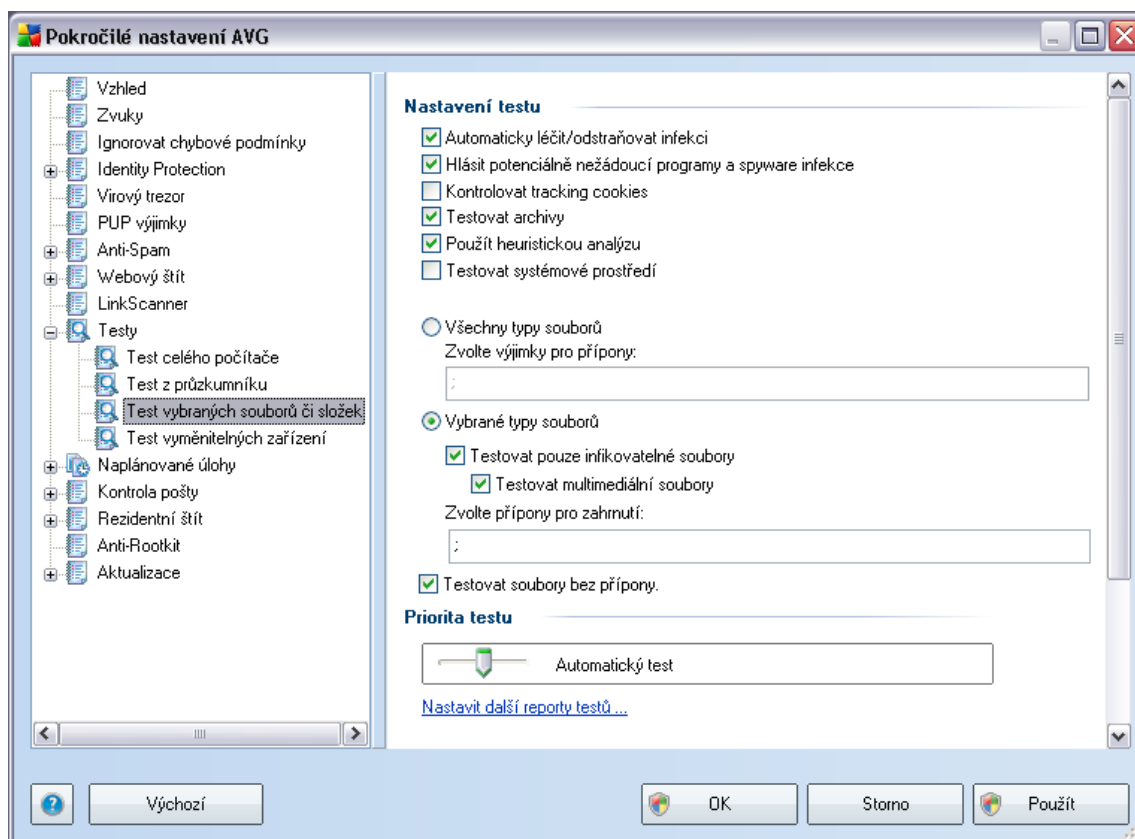 Pokročilé nastavení AVG
Vzhled
Zvuky
Ignorovat chybové podmínky
Identity Protection
Virový trezor
PUP výjimky
Anti-Spam
Webový štít
LinkScanner
Testy
Test celého počítače
Test z průzkumníku
Test vybraných souborů či složek
Test vyměnitelných zařízení
Naplánované úlohy
Kontrola pošty
Rezidentní štít
Anti-Rootkit
Aktualizace
Nastavení testu
Automaticky léčit/odstraňovat infekci
Hlásit potenciálně nežádoucí programy a spyware infekce
Kontrolovat tracking cookies
Testovat archivy
Použít heuristickou analýzu
Testovat systémové prostředí
Všechny typy souborů
Zvolte výjimky pro přípony:
;
Vybrané typy souborů
Testovat pouze infikovatelné soubory
Testovat multimediální soubory
Zvolte přípony pro zahrnutí:
;
Testovat soubory bez přípony.
Priorita testu
Automatický test
Nastavit další reporty testů ...
Výchozí
OK
Storno
Použít